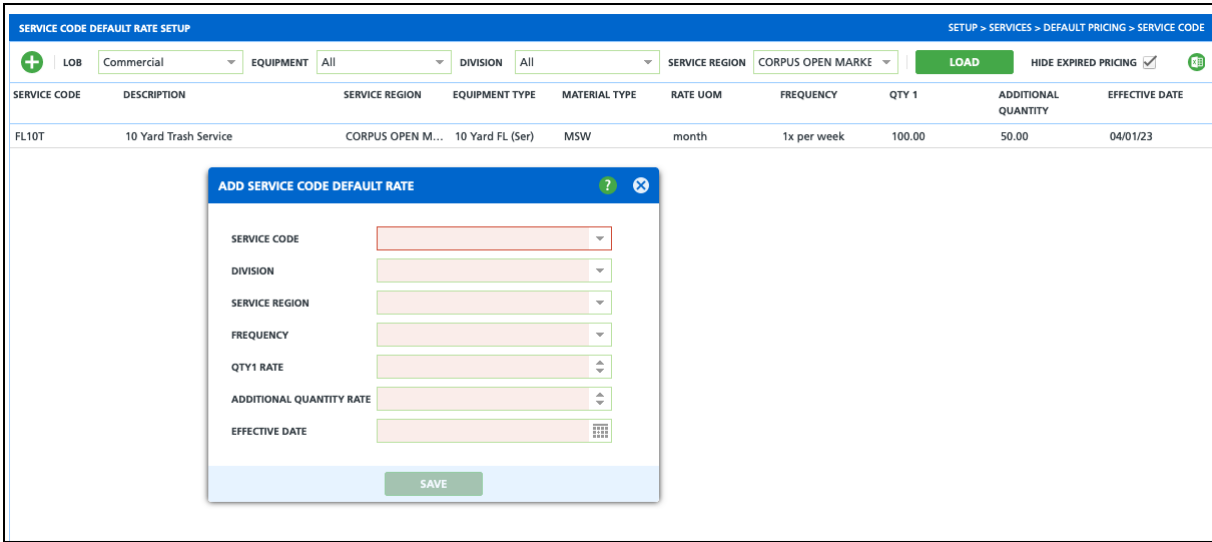 SERVICE CODE DEFAULT RATE SETUP SETUP > SERVICES > DEFAULT PRICING > SERVICE CODE
LOB Commercial EQUIPMENT All DIVISION All SERVICE REGION CORPUS OPEN MARKE LOAD HIDE EXPIRED PRICING
SERVICE CODE DESCRIPTION SERVICE REGION EQUIPMENT TYPE MATERIAL TYPE RATE UOM FREQUENCY QTY 1 ADDITIONAL QUANTITY EFFECTIVE DATE
FL10T 10 Yard Trash Service CORPUS OPEN M... 10 Yard FL (Ser) MSW month 1x per week 100.00 50.00 04/01/23
ADD SERVICE CODE DEFAULT RATE ?
SERVICE CODE
DIVISION
SERVICE REGION
FREQUENCY
QTY1 RATE
ADDITIONAL QUANTITY RATE
EFFECTIVE DATE
SAVE